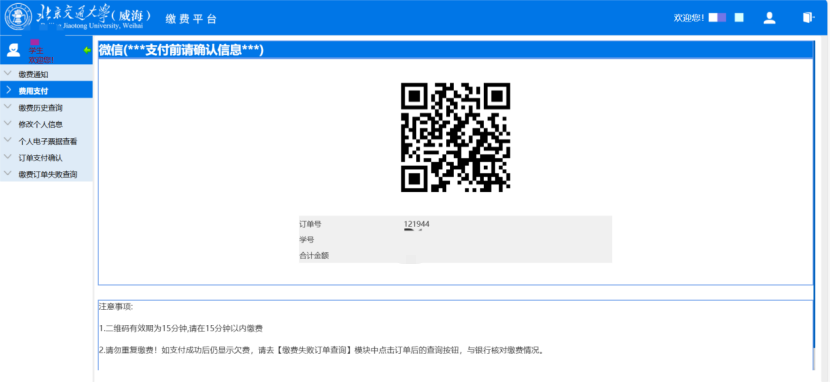 北京交通大学(威海) 缴费平台
Jiaotong University, Weihai
欢迎您!
学生
欢迎您!
缴费通知
费用支付
缴费历史查询
修改个人信息
个人电子票据查看
订单支付确认
缴费订单失败查询
微信(***支付前请确认信息***)
订单号 121944
学号
合计金额
注意事项:
1.二维码有效期为15分钟,请在15分钟以内缴费
2.请勿重复缴费！如支付成功后仍显示欠费，请去【缴费失败订单查询】模块中点击订单后的查询按钮，与银行核对缴费情况。